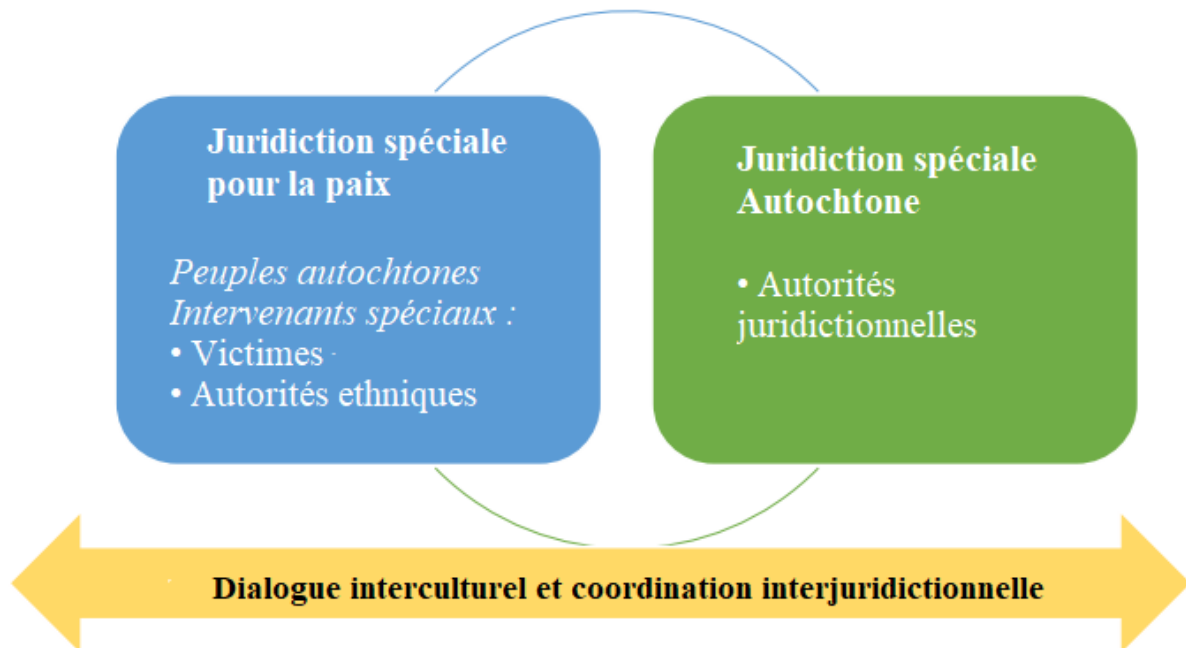 Juridiction spéciale
pour la paix
Peuples autochtones
Intervenants spéciaux :
• Victimes
• Autorités ethniques
Juridiction spéciale
Autochtone
• Autorités
juridictionnelles
Dialogue interculturel et coordination interjuridictionnelle